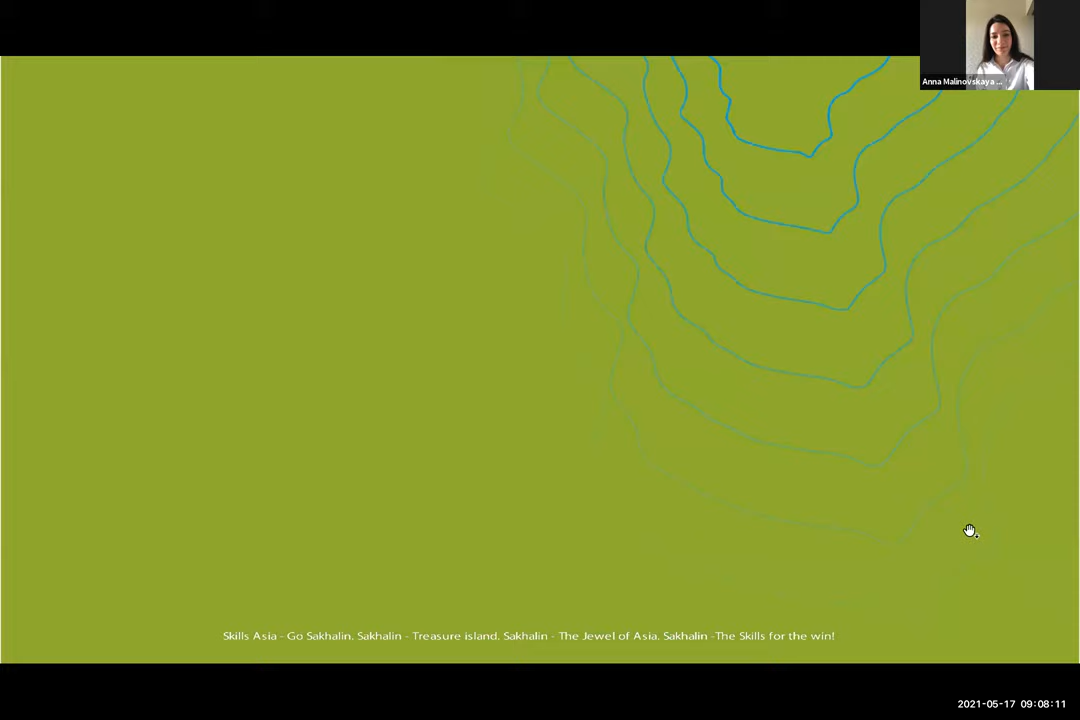 Anna Malinovskaya ...
Skills Asia - Go Sakhalin. Sakhalin - Treasure island. Sakhalin - The Jewel of Asia. Sakhalin -The Skills for the win!
2021-05-17 09:08:11